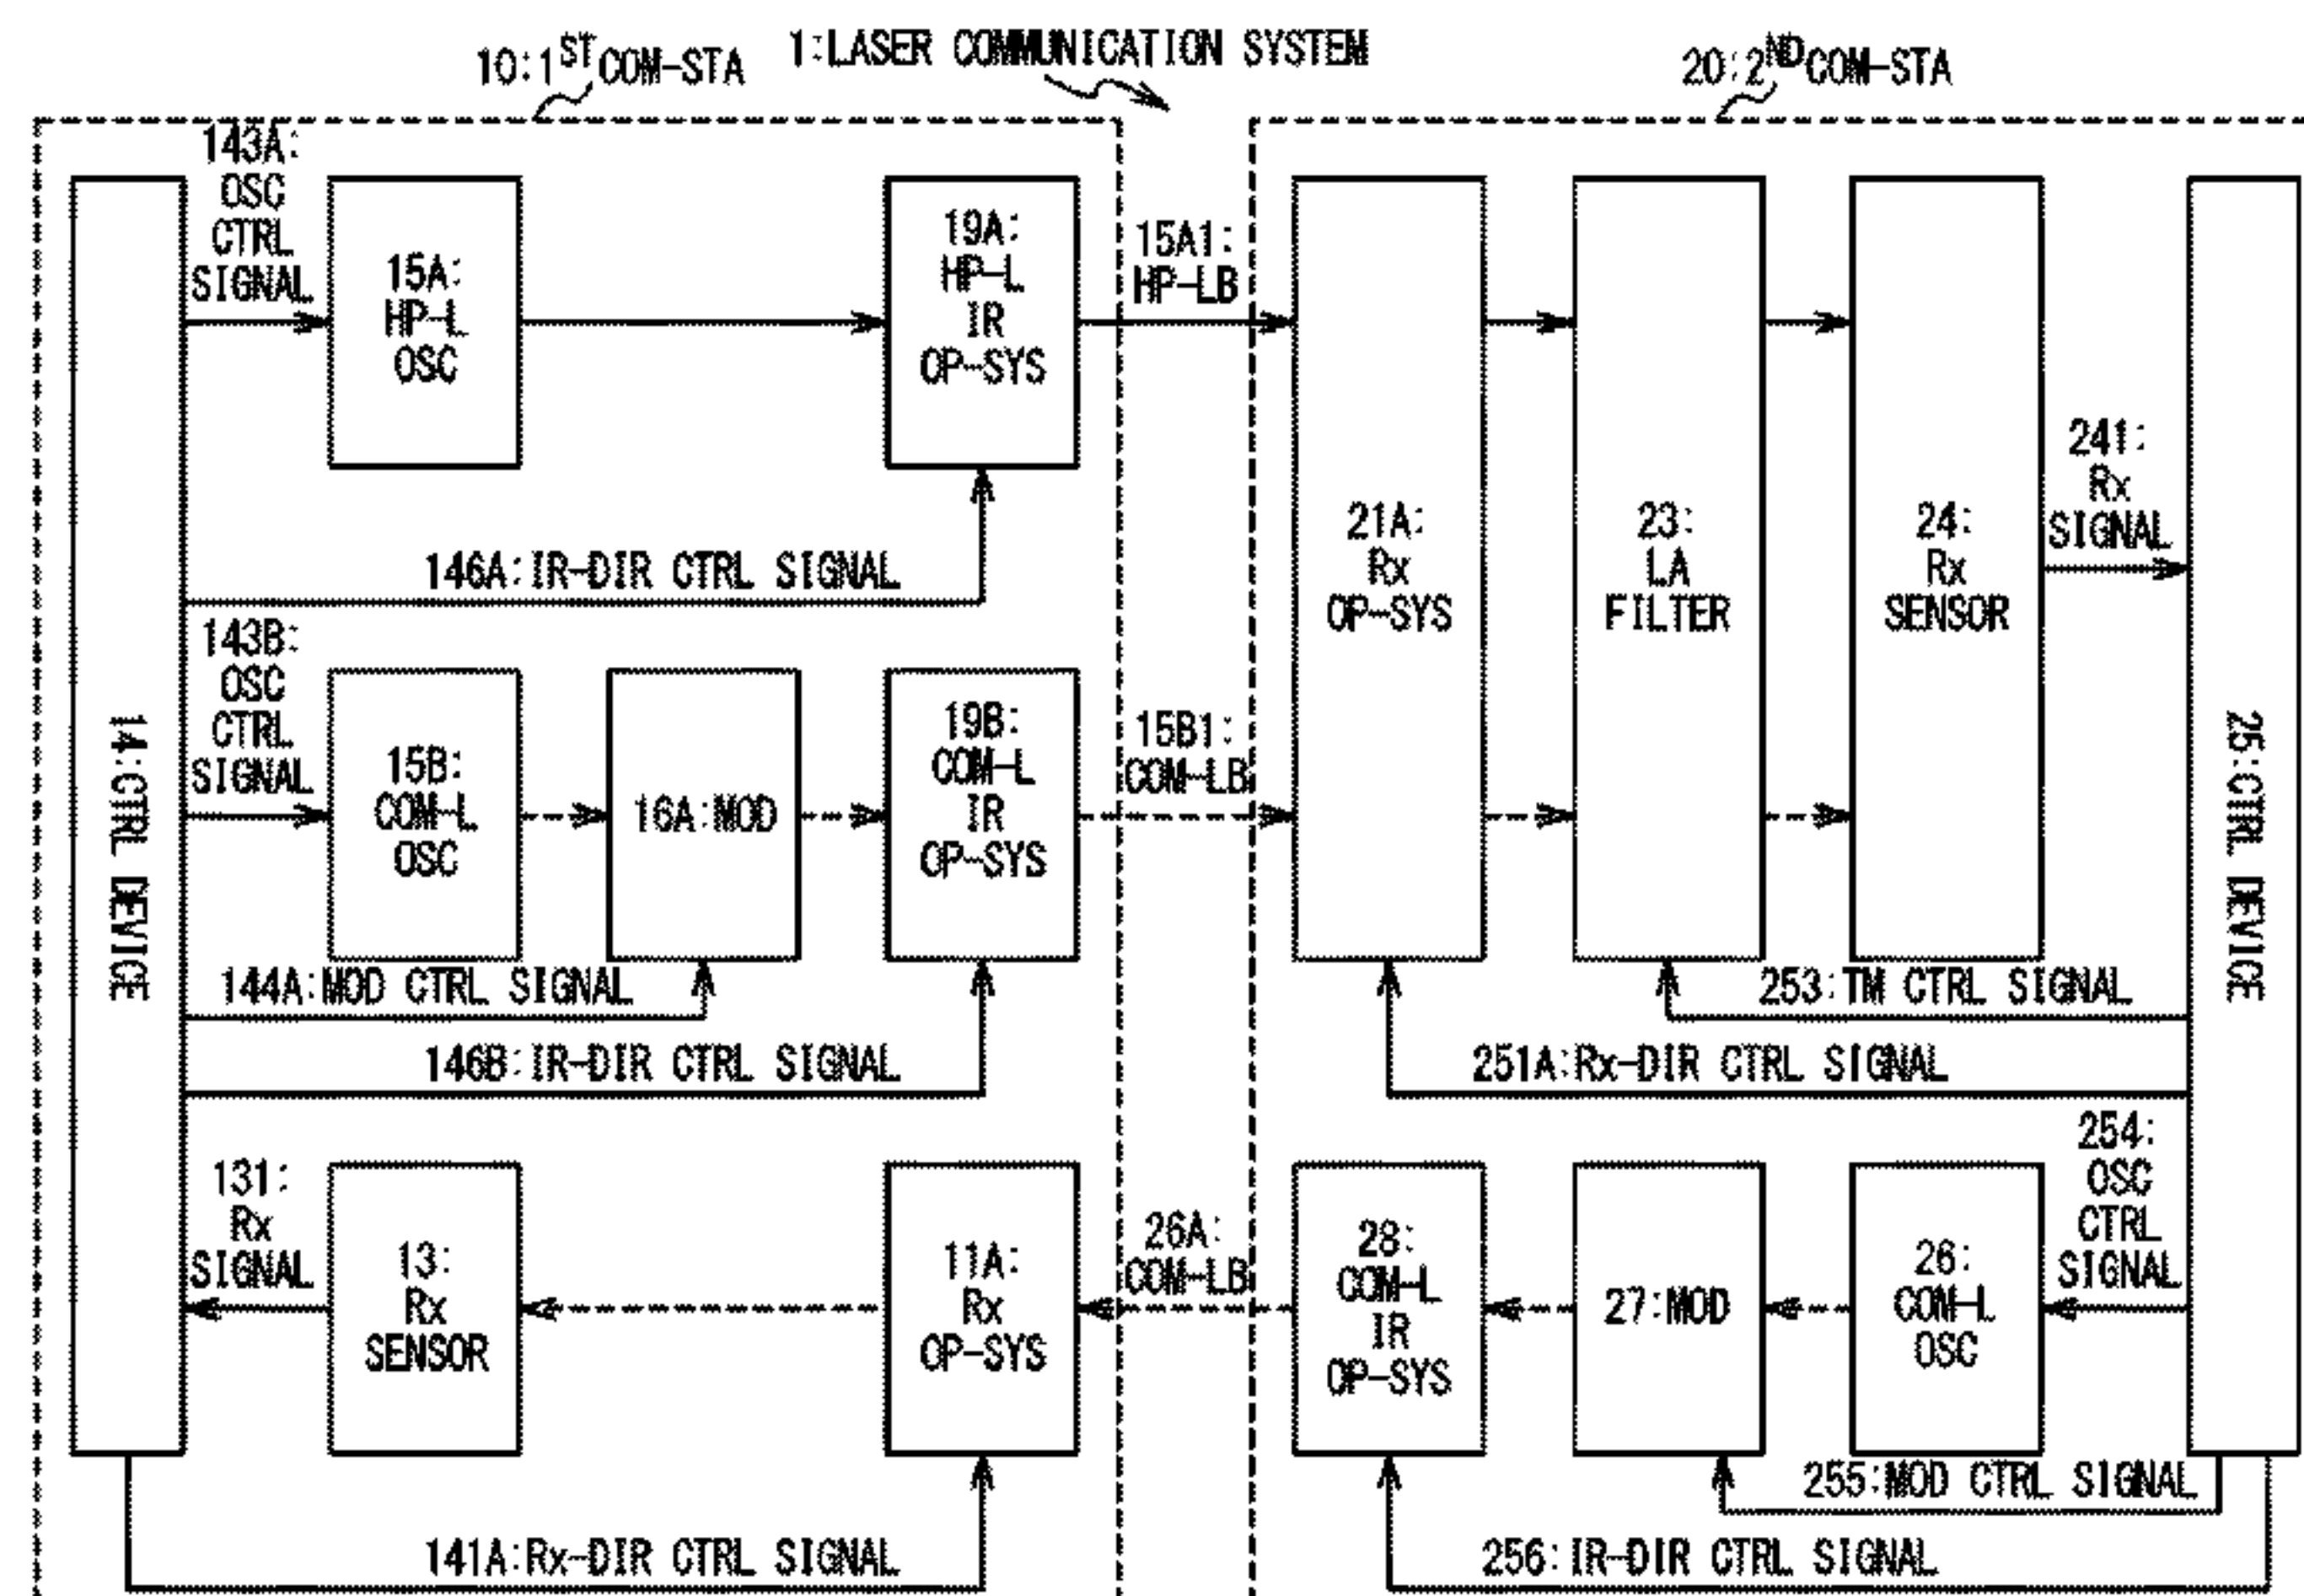 1:LASER COMMUNICATION SYSTEM
10:1ST COM-STA
20:2ND COM-STA
143A:
OSC
CTRL
SIGNAL
15A:
HP-L
OSC
19A:
HP-L
IR
OP-SYS
15A1:
HP-LB
146A:IR-DIR CTRL SIGNAL
21A:
Rx
OP-SYS
23:
LA
FILTER
24:
Rx
SENSOR
241:
Rx
SIGNAL
14:CTRL DEVICE
143B:
OSC
CTRL
SIGNAL
15B:
COM-L
OSC
16A:MOD
19B:
COM-L
IR
OP-SYS
15B1:
COM-LB
25:CTRL DEVICE
144A:MOD CTRL SIGNAL
146B:IR-DIR CTRL SIGNAL
253:TM CTRL SIGNAL
251A:Rx-DIR CTRL SIGNAL
131:
Rx
SIGNAL
13:
Rx
SENSOR
11A:
Rx
OP-SYS
26A:
COM-LB
28:
COM-L
IR
OP-SYS
27:MOD
26:
COM-L
OSC
254:
OSC
CTRL
SIGNAL
141A:Rx-DIR CTRL SIGNAL
255:MOD CTRL SIGNAL
256:IR-DIR CTRL SIGNAL